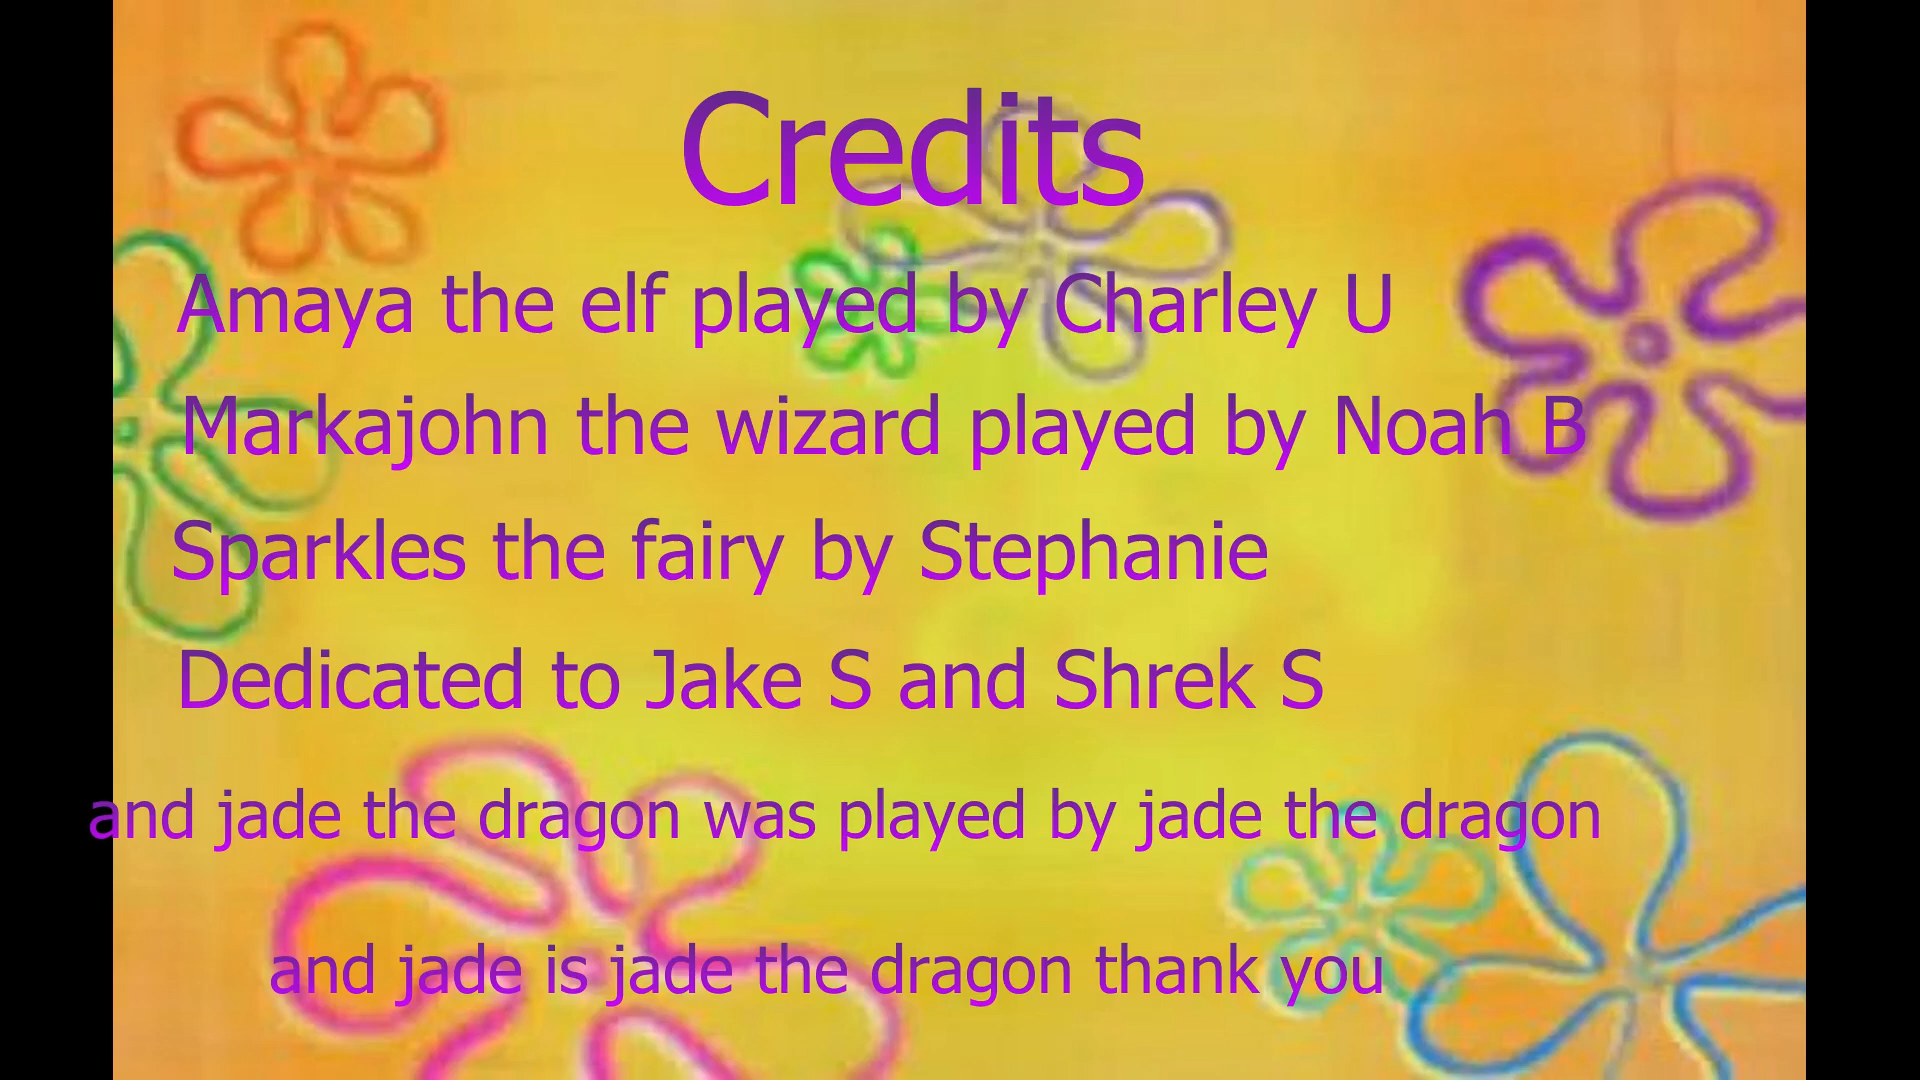 Credits
Amaya the elf played by Charley U
Markajohn the wizard played by Noah B
Sparkles the fairy by Stephanie
Dedicated to Jake S and Shrek S
and jade the dragon was played by jade the dragon
and jade is jade the dragon thank you